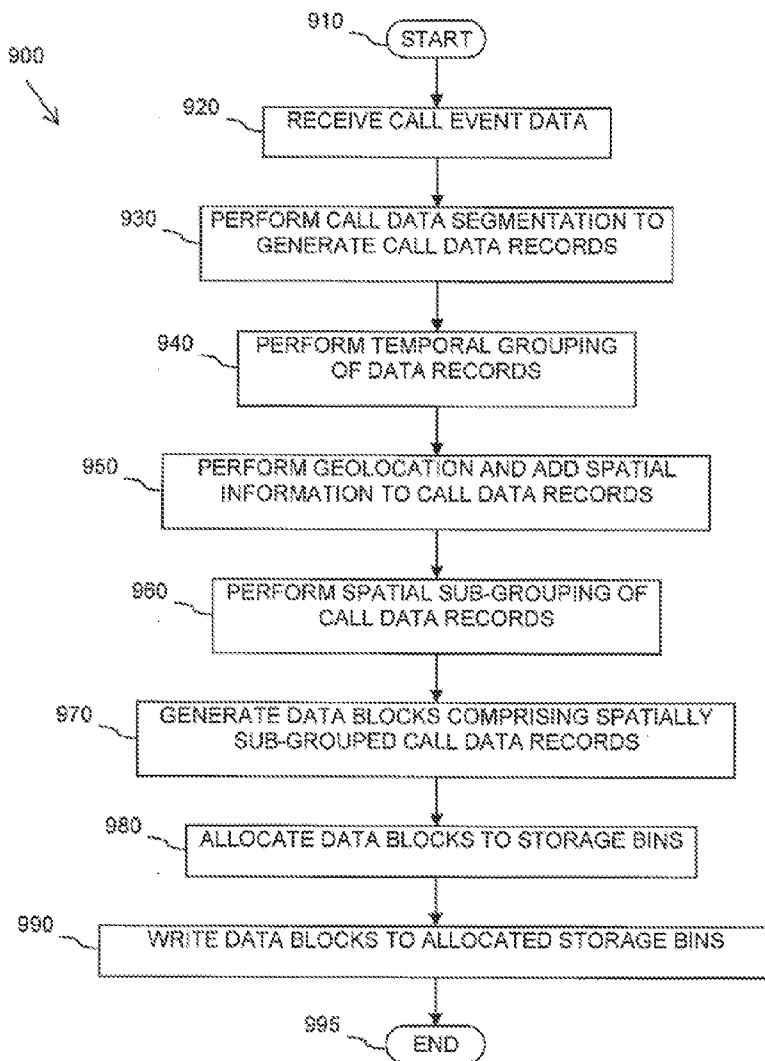 910
START
900
920
RECEIVE CALL EVENT DATA
930
PERFORM CALL DATA SEGMENTATION TO
GENERATE CALL DATA RECORDS
940
PERFORM TEMPORAL GROUPING
OF DATA RECORDS
950
PERFORM GEOLOCATION AND ADD SPATIAL
INFORMATION TO CALL DATA RECORDS
960
PERFORM SPATIAL SUB-GROUPING OF
CALL DATA RECORDS
970
GENERATE DATA BLOCKS COMPRISING SPATIALLY
SUB-GROUPED CALL DATA RECORDS
980
ALLOCATE DATA BLOCKS TO STORAGE BINS
990
WRITE DATA BLOCKS TO ALLOCATED STORAGE BINS
995
END